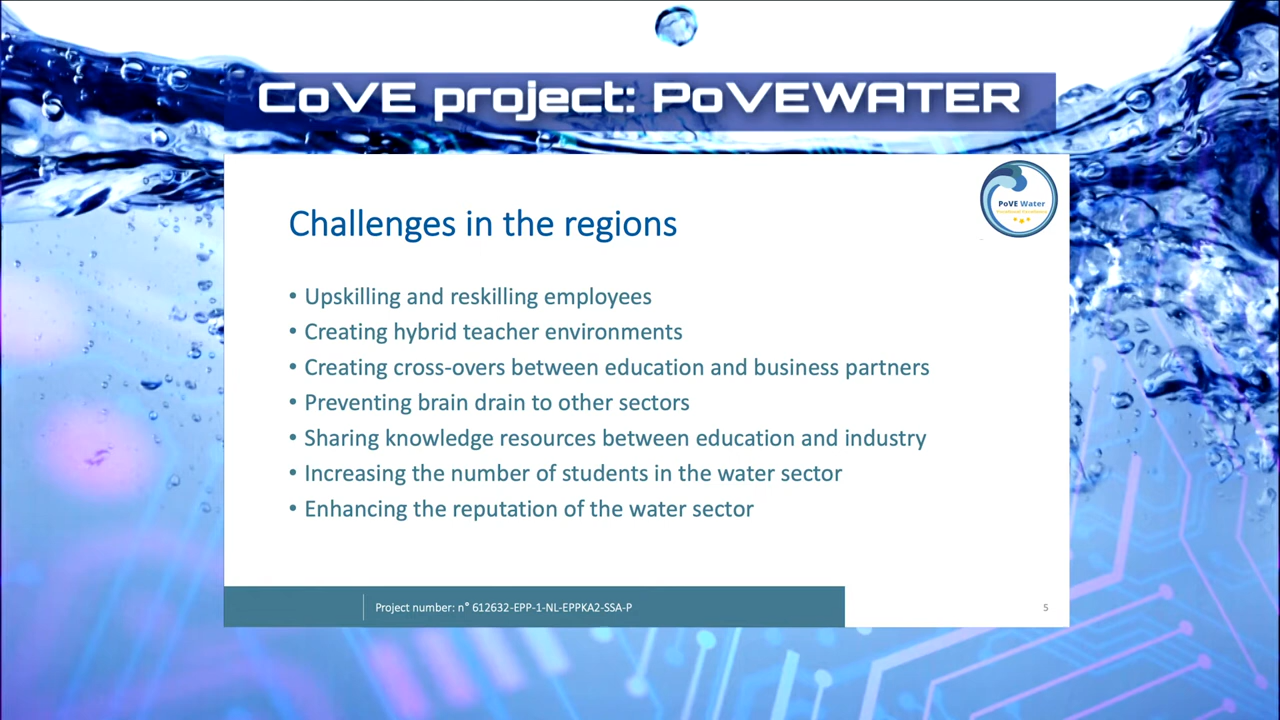 CoVE project: PoVEWATER
PoVE Water
Challenges in the regions
• Upskilling and reskilling employees
• Creating hybrid teacher environments
• Creating cross-overs between education and business partners
• Preventing brain drain to other sectors
• Sharing knowledge resources between education and industry
• Increasing the number of students in the water sector
• Enhancing the reputation of the water sector
Project number: n° 612632-EPP-1-NL-EPPKA2-SSA-P
5